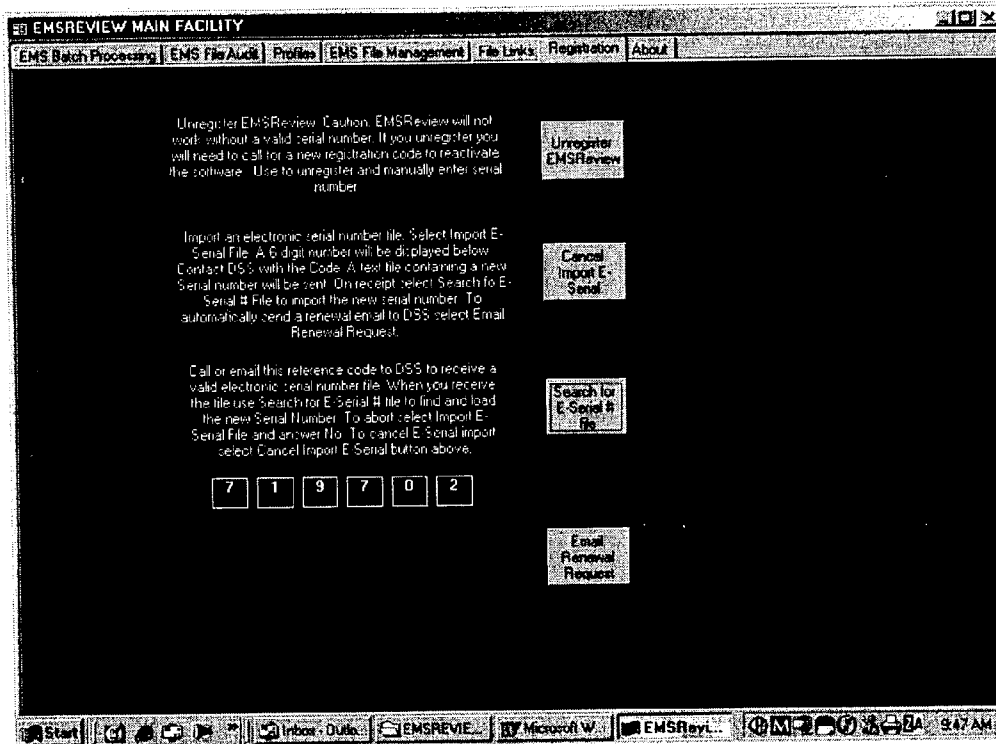 EMSREVIEW MAIN FACILITY
EMS Batch Processing EMS File Audit Profiles EMS File Management File Links Registration About
Unregister EMSReview. Caution. EMSReview will not
work without a valid serial number. If you unregister you
will need to call for a new registration code to reactivate
the software. Use to unregister and manually enter serial
number
Unregister
EMSReview
Import an electronic serial number file. Select Import E-
Serial File. A 6 digit number will be displayed below.
Contact DSS with the Code. A text file containing a new
Serial number will be sent. On receipt select Search fo E-
Serial # File to import the new serial number. To
automatically send a renewal email to DSS select Email
Renewal Request.
Cancel
Import E-
Serial
Call or email this reference code to DSS to receive a
valid electronic serial number file. When you receive
the file use Search for E-Serial # file to find and load
the new Serial Number. To abort select Import E-
Serial File and answer No. To cancel E-Serial import
select Cancel Import E-Serial button above.
Search for
E-Serial #
file
7 1 9 7 0 2
Email
Renewal
Request
Start Inbox - Outlo... EMSREVIE... Microsoft W... EMSRevi... 9:47 AM